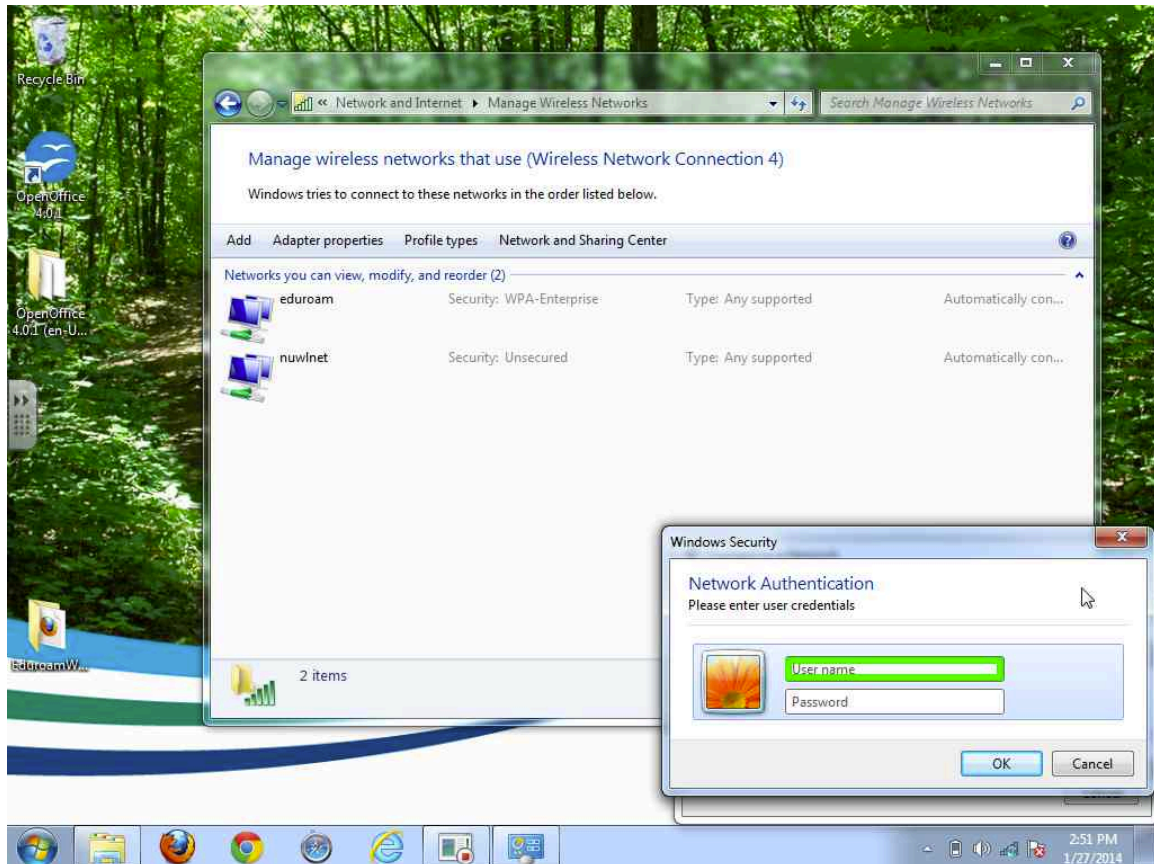 Recycle Bin
OpenOffice
4.0.1
OpenOffice
4.0.1 (en-U...
EduroamW...
« Network and Internet ▸ Manage Wireless Networks
Search Manage Wireless Networks
Manage wireless networks that use (Wireless Network Connection 4)
Windows tries to connect to these networks in the order listed below.
Add Adapter properties Profile types Network and Sharing Center
Networks you can view, modify, and reorder (2)
eduroam Security: WPA-Enterprise Type: Any supported Automatically con...
nuwlnet Security: Unsecured Type: Any supported Automatically con...
2 items
Windows Security
Network Authentication
Please enter user credentials
User name
Password
OK Cancel
2:51 PM
1/27/2014